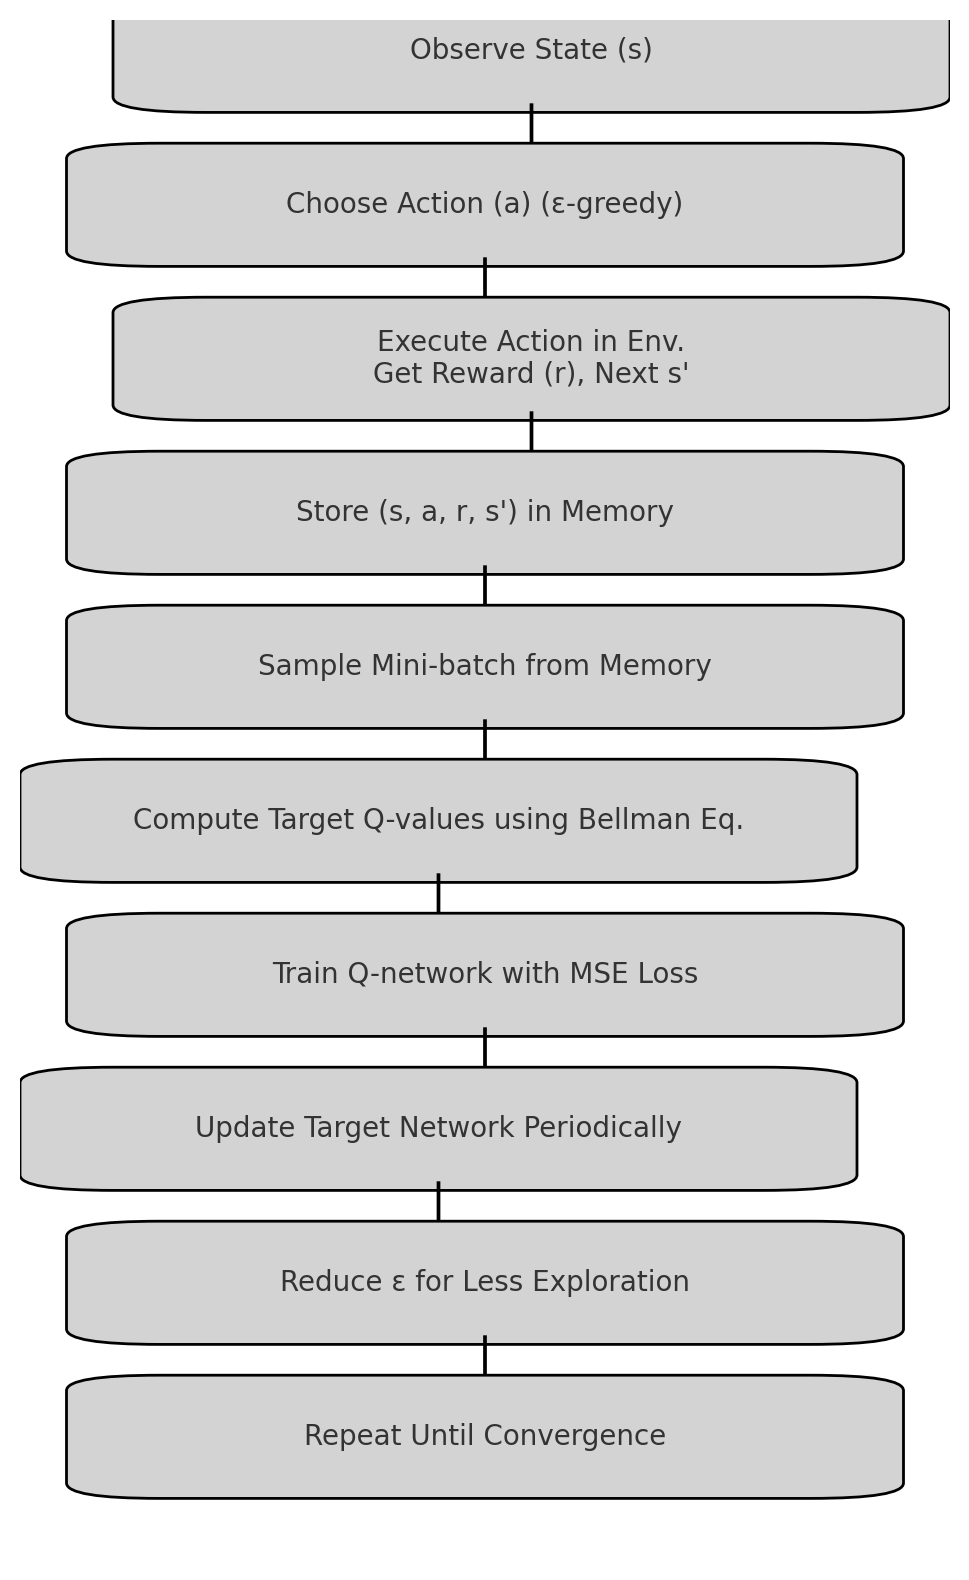 Observe State (s)
Choose Action (a) (ε-greedy)
Execute Action in Env.
Get Reward (r), Next s'
Store (s, a, r, s') in Memory
Sample Mini-batch from Memory
Compute Target Q-values using Bellman Eq.
Train Q-network with MSE Loss
Update Target Network Periodically
Reduce ε for Less Exploration
Repeat Until Convergence